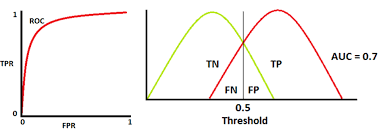 1
ROC
TPR
0
FPR
1
TN
TP
FN
FP
AUC = 0.7
0.5
Threshold